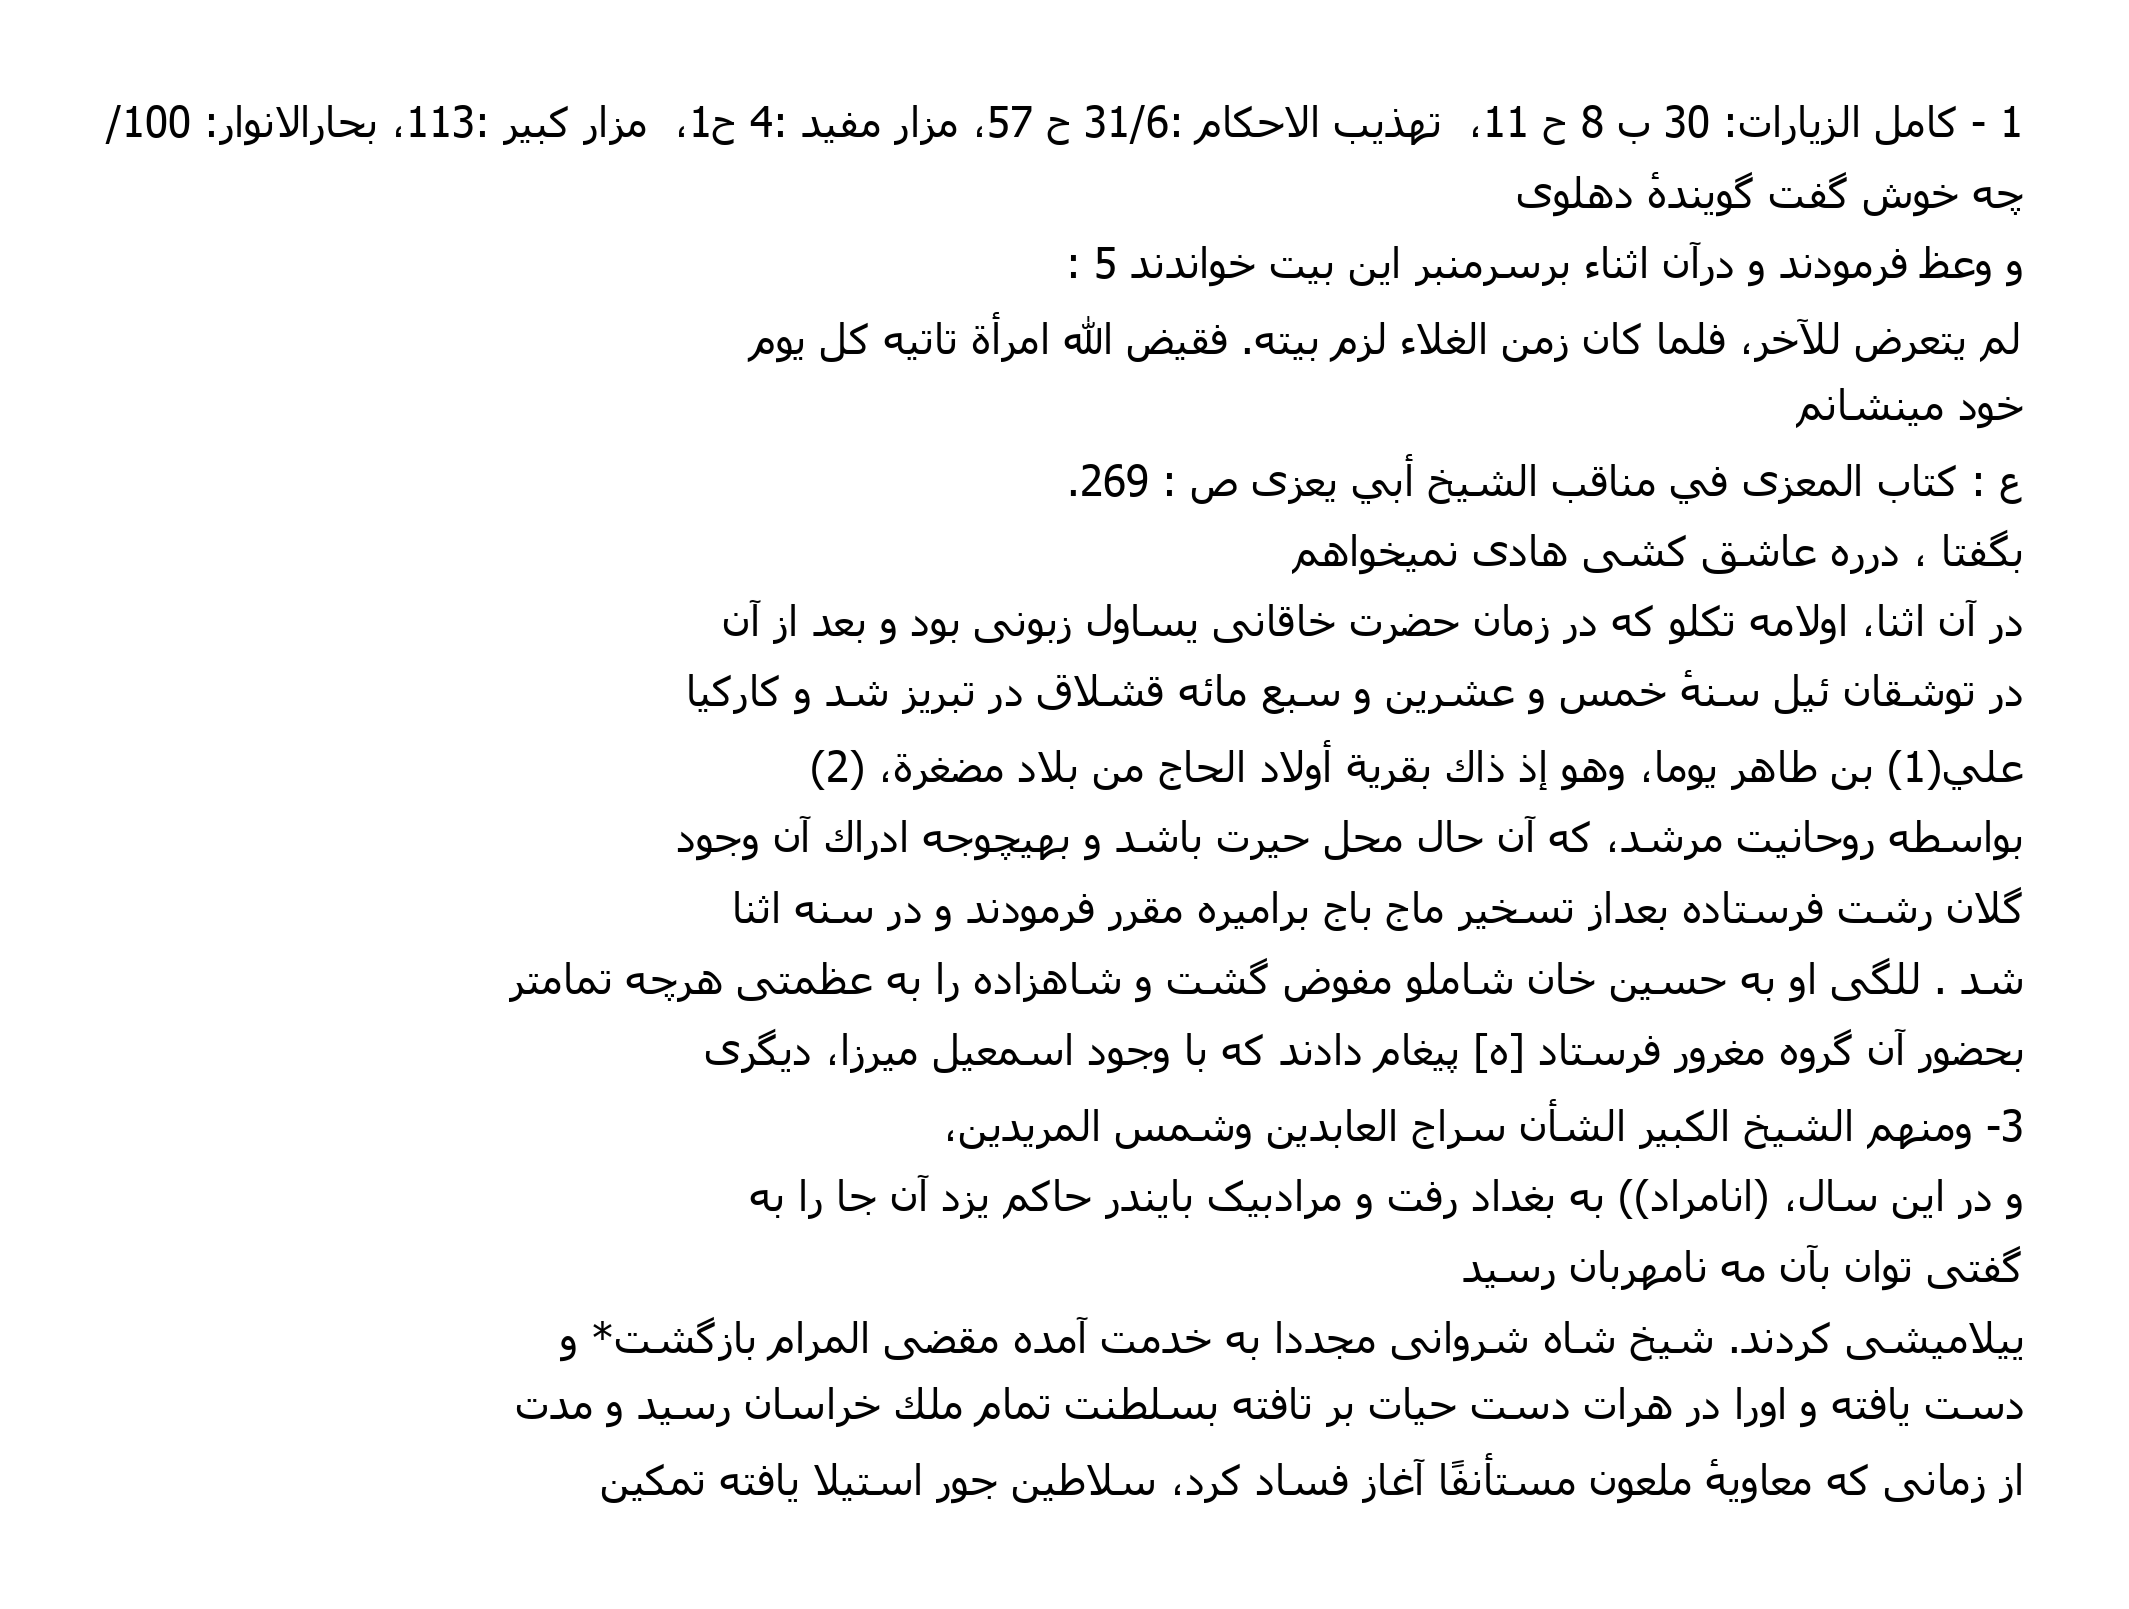 1 - كامل الزيارات: 30 ب 8 ح 11،  تهذيب الاحكام :31/6 ح 57، مزار مفيد :4 ح1،  مزار كبير :113، بحارالانوار: 100/
چه خوش گفت گویندهٔ دهلوی
و وعظ فرمودند و درآن اثناء برسرمنبر این بیت خواندند 5 :
لم يتعرض للآخر، فلما كان زمن الغلاء لزم بيته. فقيض الله امرأة تاتيه كل يوم
خود مینشانم
ع : كتاب المعزى في مناقب الشيخ أبي يعزى ص : 269.
بگفتا ، درره عاشق کشی هادی نمیخواهم
در آن اثنا، اولامه تکلو که در زمان حضرت خاقانی یساول زبونی بود و بعد از آن
در توشقان ئیل سنهٔ خمس و عشرین و سبع مائه قشلاق در تبریز شد و کارکیا
علي(1) بن طاهر يوما، وهو إذ ذاك بقرية أولاد الحاج من بلاد مضغرة، (2)
بواسطه روحانیت مرشد، که آن حال محل حیرت باشد و بهیچوجه ادراك آن وجود
گلان رشت فرستاده بعداز تسخیر ماج باج برامیره مقرر فرمودند و در سنه اثنا
شد . للگی او به حسین خان شاملو مفوض گشت و شاهزاده را به عظمتی هرچه تمامتر
بحضور آن گروه مغرور فرستاد [ه] پیغام دادند که با وجود اسمعیل میرزا، دیگری
3- ومنهم الشيخ الكبير الشأن سراج العابدين وشمس المريدين،
و در این سال، (انامراد)) به بغداد رفت و مرادبیک بایندر حاکم یزد آن جا را به
گفتی توان بآن مه نامهربان رسید
ییلامیشی کردند. شیخ شاه شروانی مجددا به خدمت آمده مقضی المرام بازگشت* و
دست یافته و اورا در هرات دست حیات بر تافته بسلطنت تمام ملك خراسان رسید و مدت
از زمانی که معاویهٔ ملعون مستأنفًا آغاز فساد کرد، سلاطین جور استیلا یافته تمکین